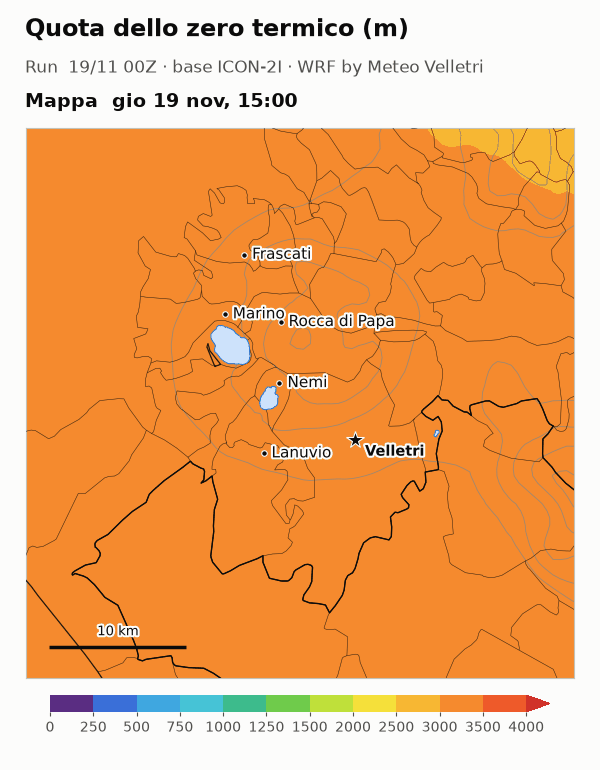 Quota dello zero termico (m)
Run  19/11 00Z · base ICON-2I · WRF by Meteo Velletri
Mappa  gio 19 nov, 15:00
Frascati
Marino
Rocca di Papa
Nemi
Velletri
Lanuvio
10 km
0 250 500 750 1000 1250 1500 2000 2500 3000 3500 4000